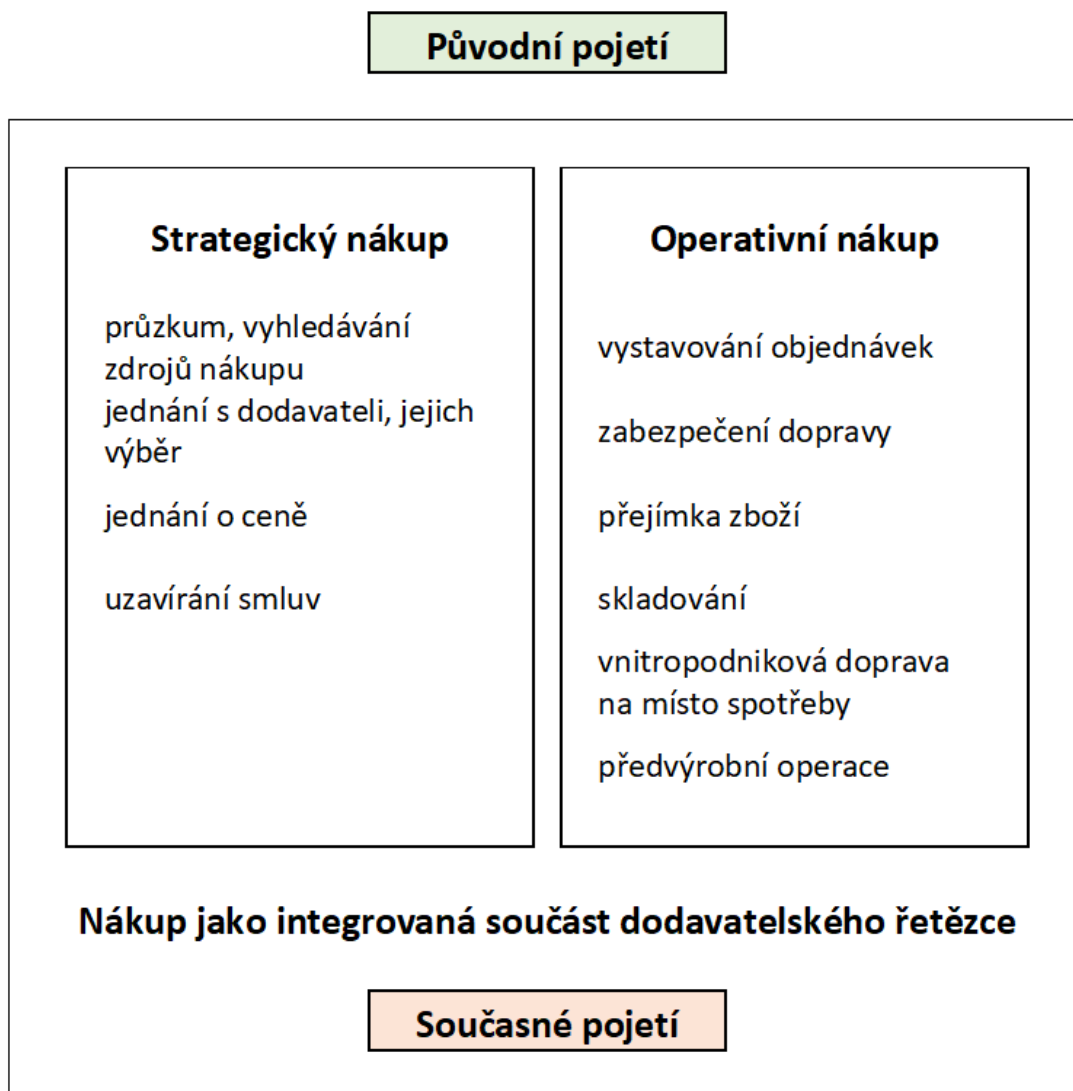 Původní pojetí
Strategický nákup
průzkum, vyhledávání
zdrojů nákupu
jednání s dodavateli, jejich
výběr
jednání o ceně
uzavírání smluv
Operativní nákup
vystavování objednávek
zabezpečení dopravy
přejímka zboží
skladování
vnitropodniková doprava
na místo spotřeby
předvýrobní operace
Nákup jako integrovaná součást dodavatelského řetězce
Současné pojetí